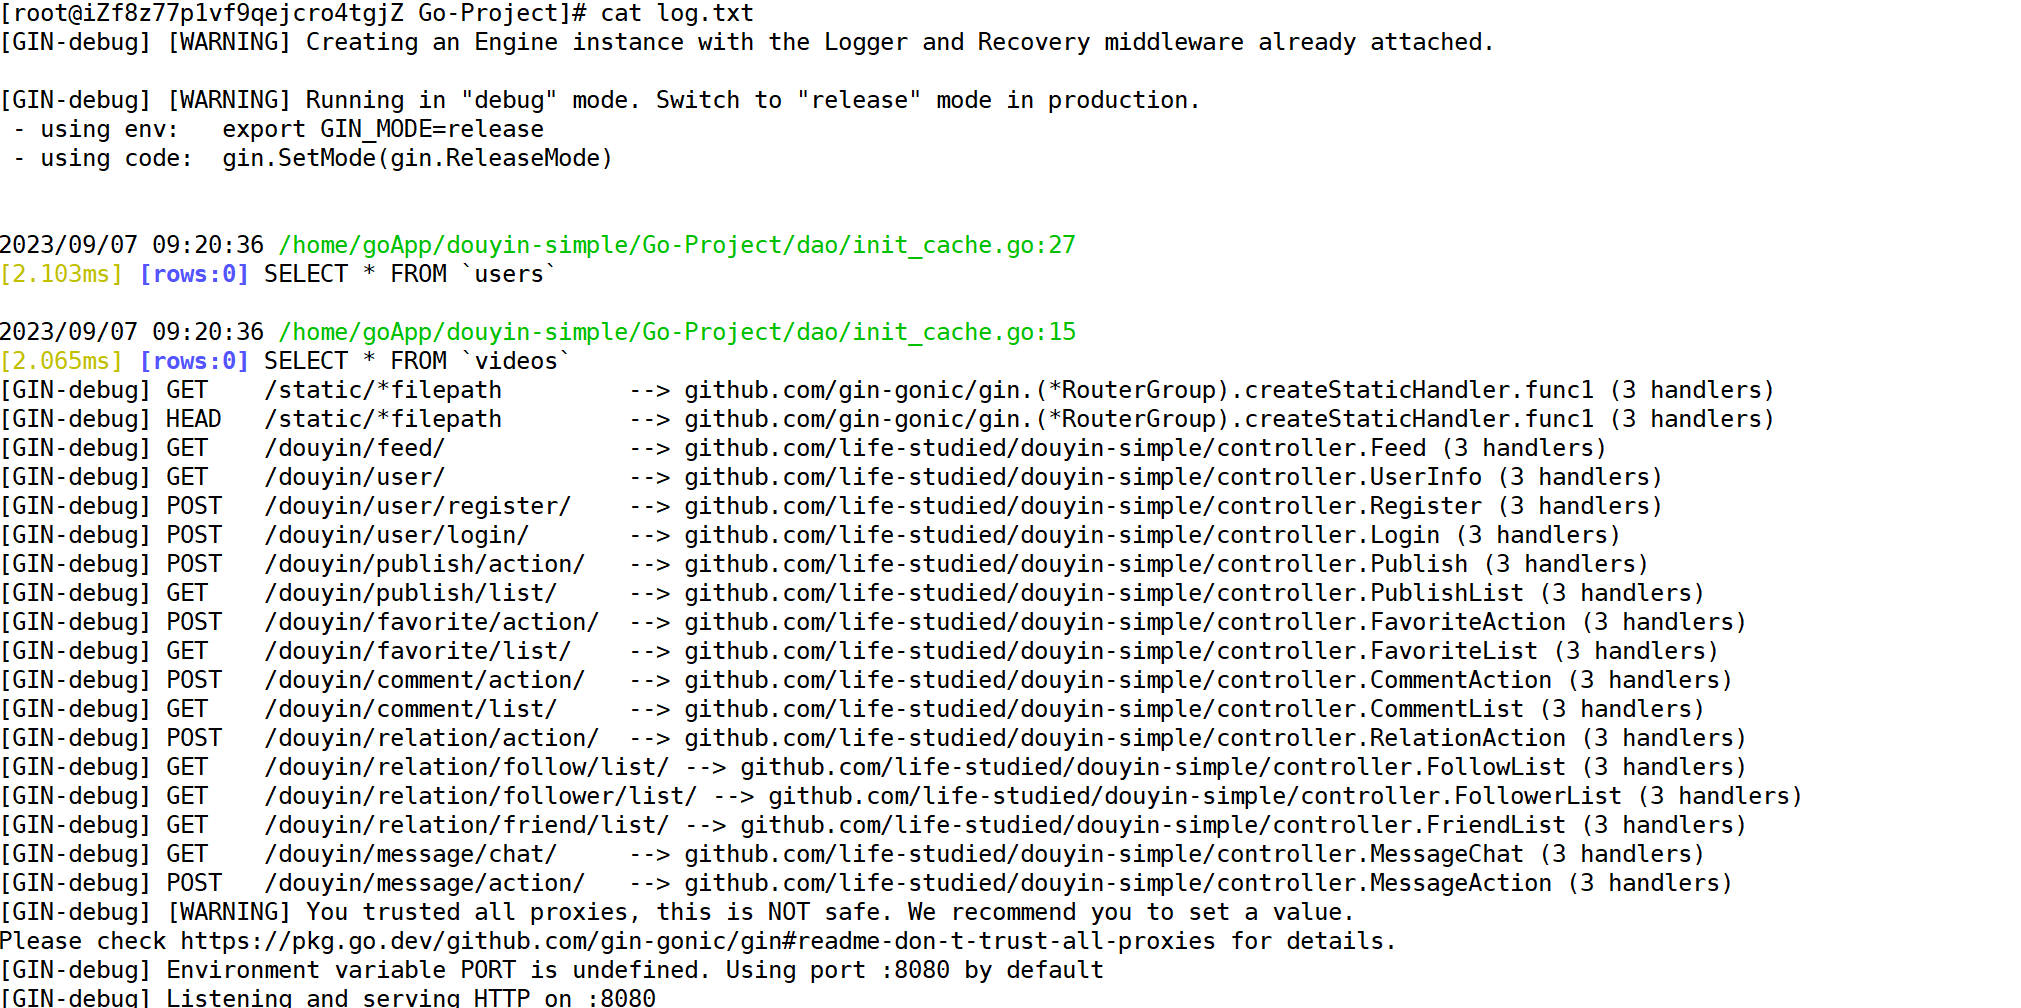 [root@iZf8z77p1vf9qejcro4tgjZ Go-Project]# cat log.txt
[GIN-debug] [WARNING] Creating an Engine instance with the Logger and Recovery middleware already attached.
[GIN-debug] [WARNING] Running in "debug" mode. Switch to "release" mode in production.
 - using env:   export GIN_MODE=release
 - using code:  gin.SetMode(gin.ReleaseMode)
2023/09/07 09:20:36 /home/goApp/douyin-simple/Go-Project/dao/init_cache.go:27
[2.103ms] [rows:0] SELECT * FROM `users`
2023/09/07 09:20:36 /home/goApp/douyin-simple/Go-Project/dao/init_cache.go:15
[2.065ms] [rows:0] SELECT * FROM `videos`
[GIN-debug] GET    /static/*filepath         --> github.com/gin-gonic/gin.(*RouterGroup).createStaticHandler.func1 (3 handlers)
[GIN-debug] HEAD   /static/*filepath         --> github.com/gin-gonic/gin.(*RouterGroup).createStaticHandler.func1 (3 handlers)
[GIN-debug] GET    /douyin/feed/             --> github.com/life-studied/douyin-simple/controller.Feed (3 handlers)
[GIN-debug] GET    /douyin/user/             --> github.com/life-studied/douyin-simple/controller.UserInfo (3 handlers)
[GIN-debug] POST   /douyin/user/register/    --> github.com/life-studied/douyin-simple/controller.Register (3 handlers)
[GIN-debug] POST   /douyin/user/login/       --> github.com/life-studied/douyin-simple/controller.Login (3 handlers)
[GIN-debug] POST   /douyin/publish/action/   --> github.com/life-studied/douyin-simple/controller.Publish (3 handlers)
[GIN-debug] GET    /douyin/publish/list/     --> github.com/life-studied/douyin-simple/controller.PublishList (3 handlers)
[GIN-debug] POST   /douyin/favorite/action/  --> github.com/life-studied/douyin-simple/controller.FavoriteAction (3 handlers)
[GIN-debug] GET    /douyin/favorite/list/    --> github.com/life-studied/douyin-simple/controller.FavoriteList (3 handlers)
[GIN-debug] POST   /douyin/comment/action/   --> github.com/life-studied/douyin-simple/controller.CommentAction (3 handlers)
[GIN-debug] GET    /douyin/comment/list/     --> github.com/life-studied/douyin-simple/controller.CommentList (3 handlers)
[GIN-debug] POST   /douyin/relation/action/  --> github.com/life-studied/douyin-simple/controller.RelationAction (3 handlers)
[GIN-debug] GET    /douyin/relation/follow/list/ --> github.com/life-studied/douyin-simple/controller.FollowList (3 handlers)
[GIN-debug] GET    /douyin/relation/follower/list/ --> github.com/life-studied/douyin-simple/controller.FollowerList (3 handlers)
[GIN-debug] GET    /douyin/relation/friend/list/ --> github.com/life-studied/douyin-simple/controller.FriendList (3 handlers)
[GIN-debug] GET    /douyin/message/chat/     --> github.com/life-studied/douyin-simple/controller.MessageChat (3 handlers)
[GIN-debug] POST   /douyin/message/action/   --> github.com/life-studied/douyin-simple/controller.MessageAction (3 handlers)
[GIN-debug] [WARNING] You trusted all proxies, this is NOT safe. We recommend you to set a value.
Please check https://pkg.go.dev/github.com/gin-gonic/gin#readme-don-t-trust-all-proxies for details.
[GIN-debug] Environment variable PORT is undefined. Using port :8080 by default
[GIN-debug] Listening and serving HTTP on :8080